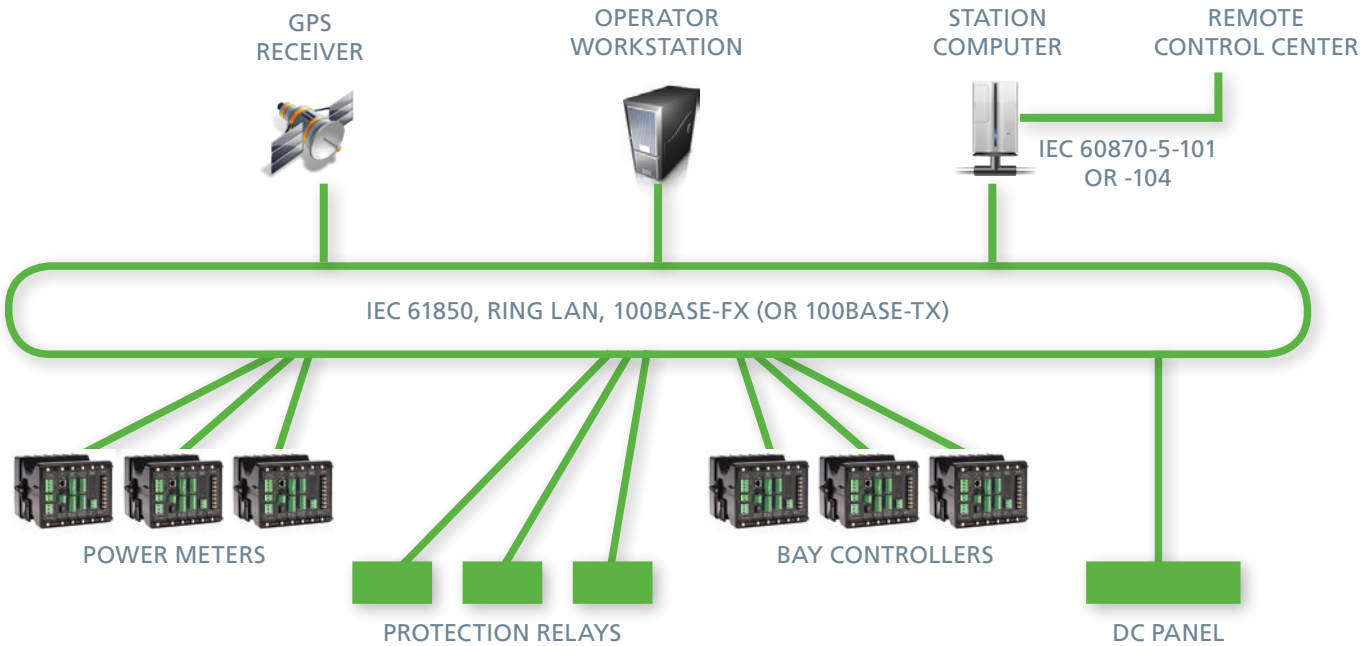 GPS
RECEIVER
OPERATOR
WORKSTATION
STATION
COMPUTER
REMOTE
CONTROL CENTER
IEC 60870-5-101
OR -104
IEC 61850, RING LAN, 100BASE-FX (OR 100BASE-TX)
POWER METERS
BAY CONTROLLERS
PROTECTION RELAYS
DC PANEL